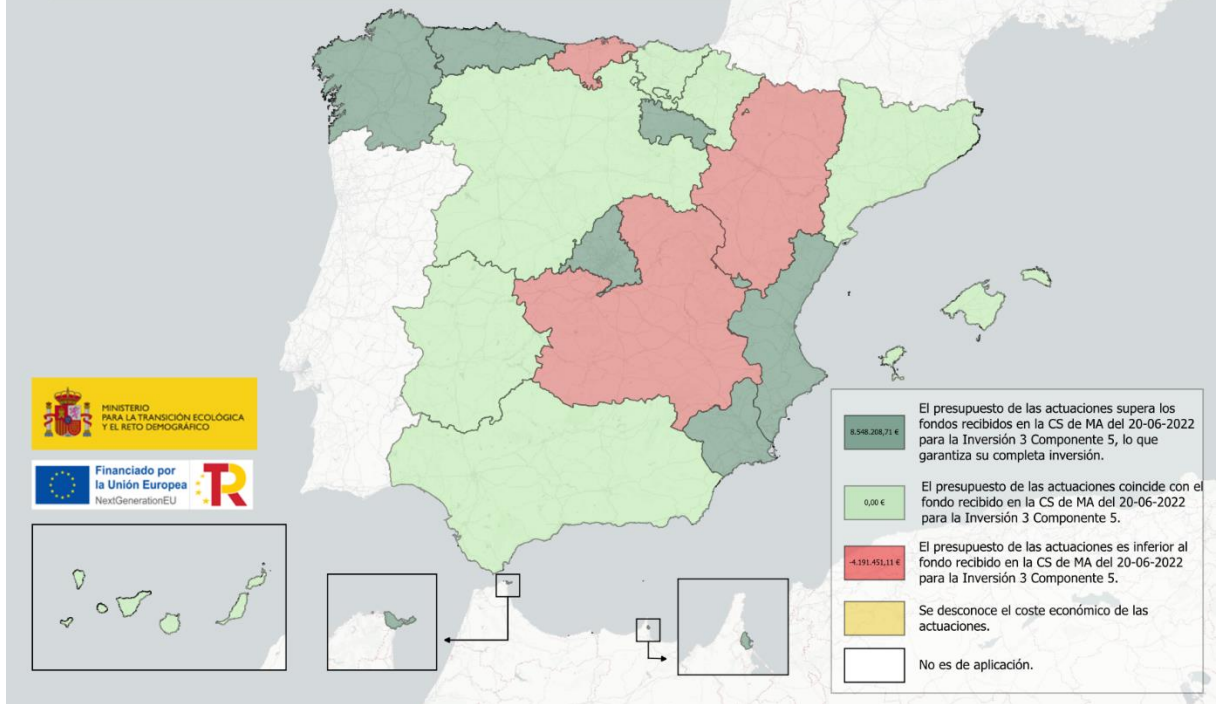 MINISTERIO
PARA LA TRANSICIÓN ECOLÓGICA
Y EL RETO DEMOGRÁFICO
Financiado por
la Unión Europea
NextGenerationEU
TR
8.548.208,71 €
El presupuesto de las actuaciones supera los
fondos recibidos en la CS de MA del 20-06-2022
para la Inversión 3 Componente 5, lo que
garantiza su completa inversión.
0,00 €
El presupuesto de las actuaciones coincide con el
fondo recibido en la CS de MA del 20-06-2022
para la Inversión 3 Componente 5.
-4.191.451,11 €
El presupuesto de las actuaciones es inferior al
fondo recibido en la CS de MA del 20-06-2022
para la Inversión 3 Componente 5.
Se desconoce el coste económico de las
actuaciones.
No es de aplicación.